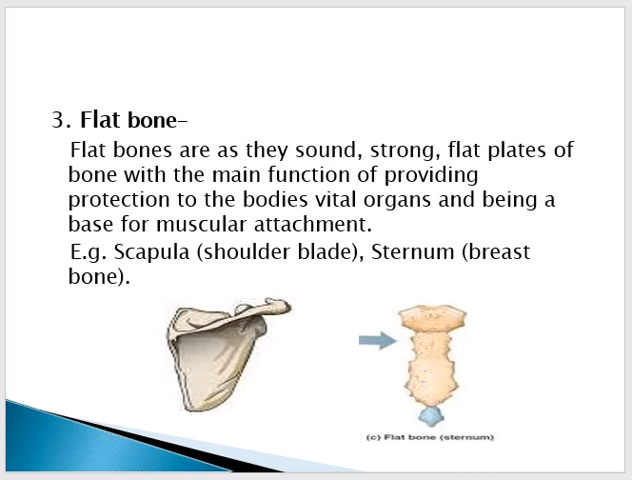 3. Flat bone-
Flat bones are as they sound, strong, flat plates of
bone with the main function of providing
protection to the bodies vital organs and being a
base for muscular attachment.
E.g. Scapula (shoulder blade), Sternum (breast
bone).
(c) Flat bone (sternum)